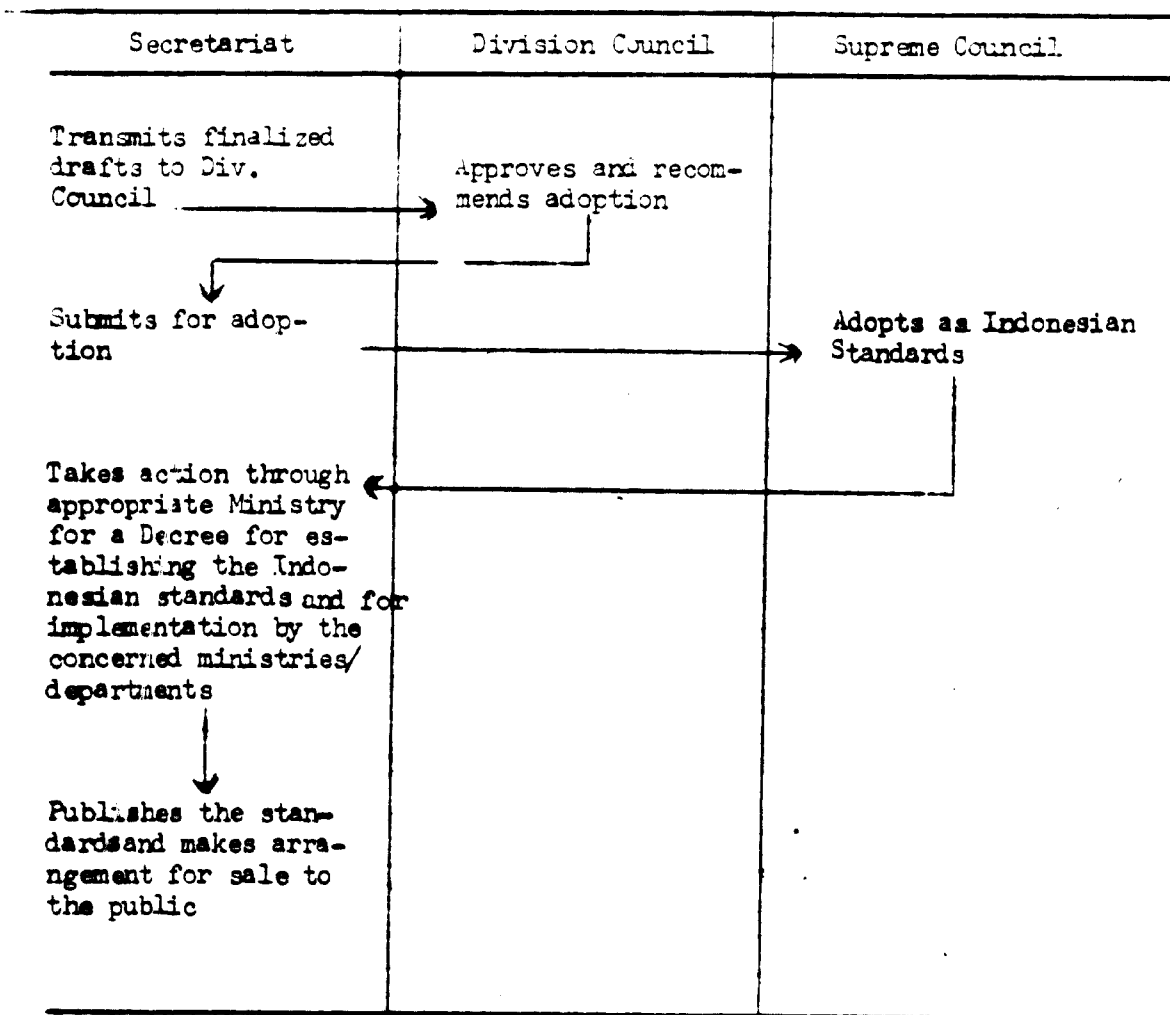 Secretariat
Division Council
Supreme Council
Transmits finalized
drafts to Div.
Council
Approves and recom-
mends adoption
Submits for adop-
tion
Adopts as Indonesian
Standards
Takes action through
appropriate Ministry
for a Decree for es-
tablishing the Indo-
nesian standards and for
implementation by the
concerned ministries/
departments
Publishes the stan-
dardsand makes arra-
ngement for sale to
the public